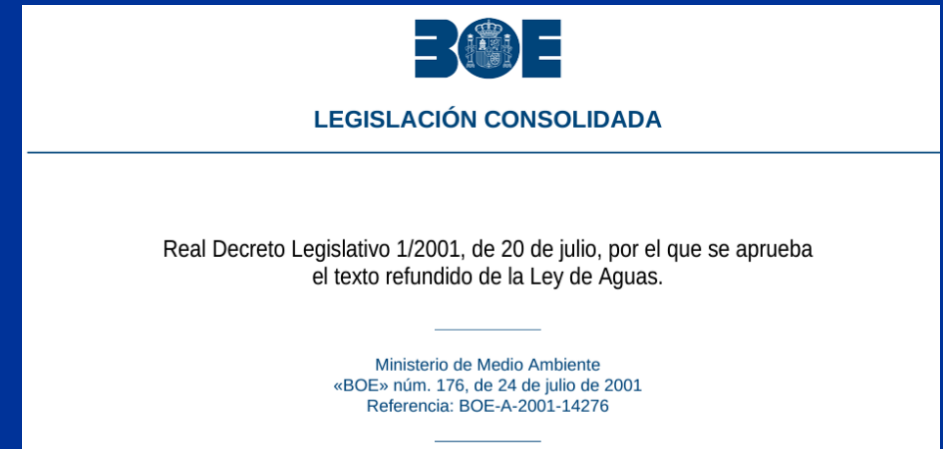 BOE
LEGISLACIÓN CONSOLIDADA
Real Decreto Legislativo 1/2001, de 20 de julio, por el que se aprueba
el texto refundido de la Ley de Aguas.
Ministerio de Medio Ambiente
«BOE» núm. 176, de 24 de julio de 2001
Referencia: BOE-A-2001-14276